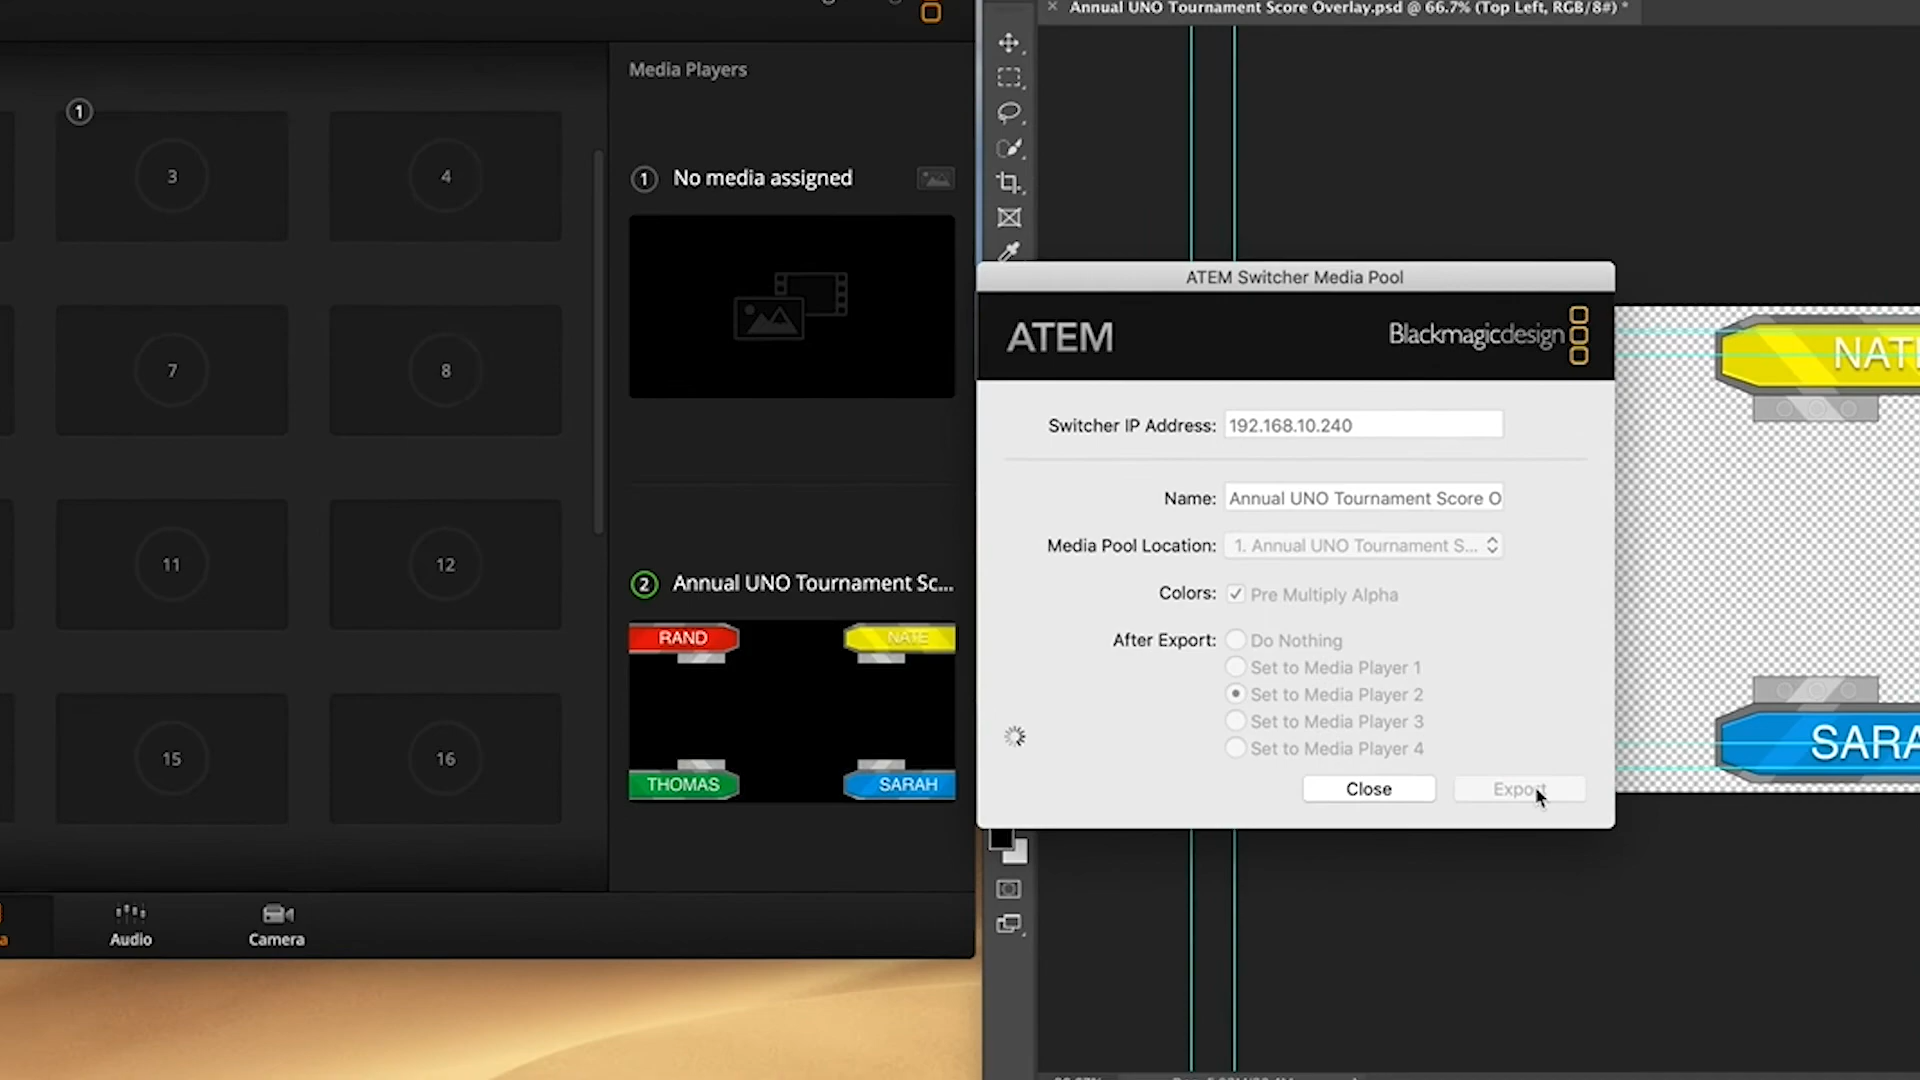 Annual UNO Tournament Score Overlay.psd @ 66.7% (Top Left, RGB/8#) *
Media Players
1
3
4
1 No media assigned
ATEM Switcher Media Pool
ATEM
Blackmagicdesign
NAT
7
8
Switcher IP Address: 192.168.10.240
Name: Annual UNO Tournament Score O
Media Pool Location: 1. Annual UNO Tournament S...
11
12
2 Annual UNO Tournament Sc...
Colors: Pre Multiply Alpha
After Export: Do Nothing
Set to Media Player 1
Set to Media Player 2
Set to Media Player 3
Set to Media Player 4
RAND
NATE
THOMAS
SARAH
SARA
15
16
Close
Export
Audio
Camera